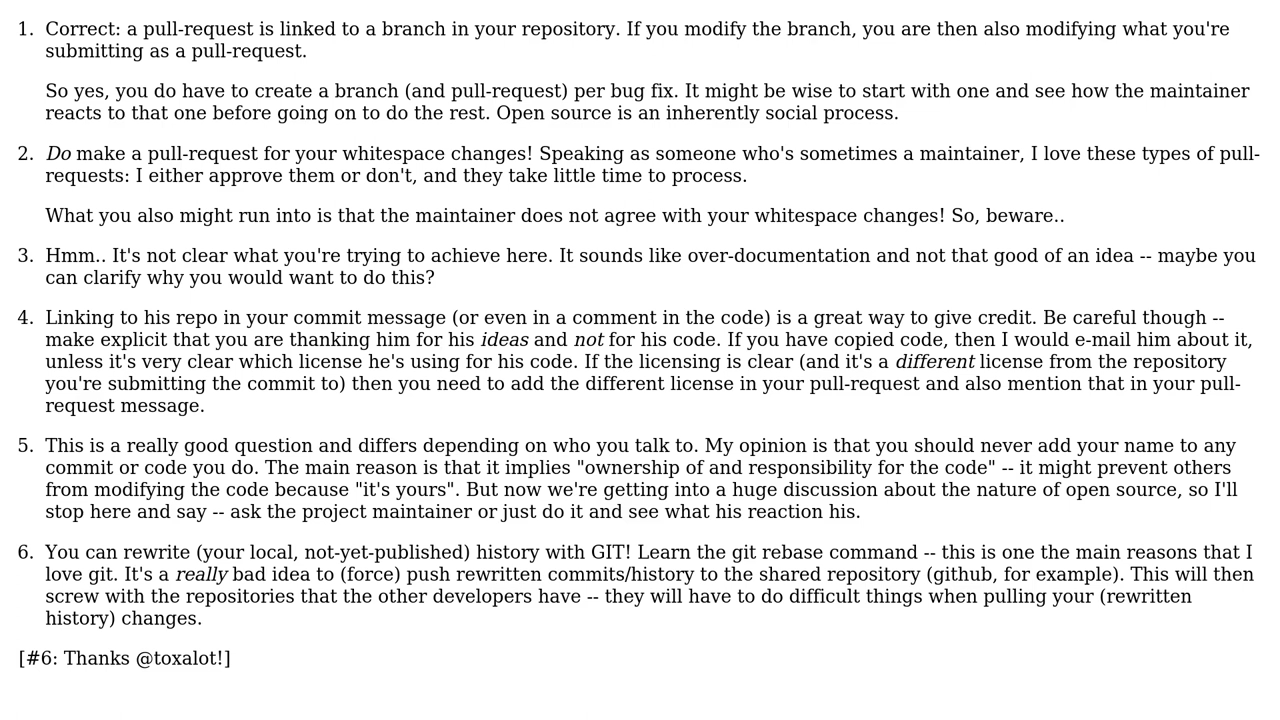 1. Correct: a pull-request is linked to a branch in your repository. If you modify the branch, you are then also modifying what you're
submitting as a pull-request.
So yes, you do have to create a branch (and pull-request) per bug fix. It might be wise to start with one and see how the maintainer
reacts to that one before going on to do the rest. Open source is an inherently social process.
2. Do make a pull-request for your whitespace changes! Speaking as someone who's sometimes a maintainer, I love these types of pull-
requests: I either approve them or don't, and they take little time to process.
What you also might run into is that the maintainer does not agree with your whitespace changes! So, beware..
3. Hmm.. It's not clear what you're trying to achieve here. It sounds like over-documentation and not that good of an idea -- maybe you
can clarify why you would want to do this?
4. Linking to his repo in your commit message (or even in a comment in the code) is a great way to give credit. Be careful though --
make explicit that you are thanking him for his ideas and not for his code. If you have copied code, then I would e-mail him about it,
unless it's very clear which license he's using for his code. If the licensing is clear (and it's a different license from the repository
you're submitting the commit to) then you need to add the different license in your pull-request and also mention that in your pull-
request message.
5. This is a really good question and differs depending on who you talk to. My opinion is that you should never add your name to any
commit or code you do. The main reason is that it implies "ownership of and responsibility for the code" -- it might prevent others
from modifying the code because "it's yours". But now we're getting into a huge discussion about the nature of open source, so I'll
stop here and say -- ask the project maintainer or just do it and see what his reaction his.
6. You can rewrite (your local, not-yet-published) history with GIT! Learn the git rebase command -- this is one the main reasons that I
love git. It's a really bad idea to (force) push rewritten commits/history to the shared repository (github, for example). This will then
screw with the repositories that the other developers have -- they will have to do difficult things when pulling your (rewritten
history) changes.
[#6: Thanks @toxalot!]